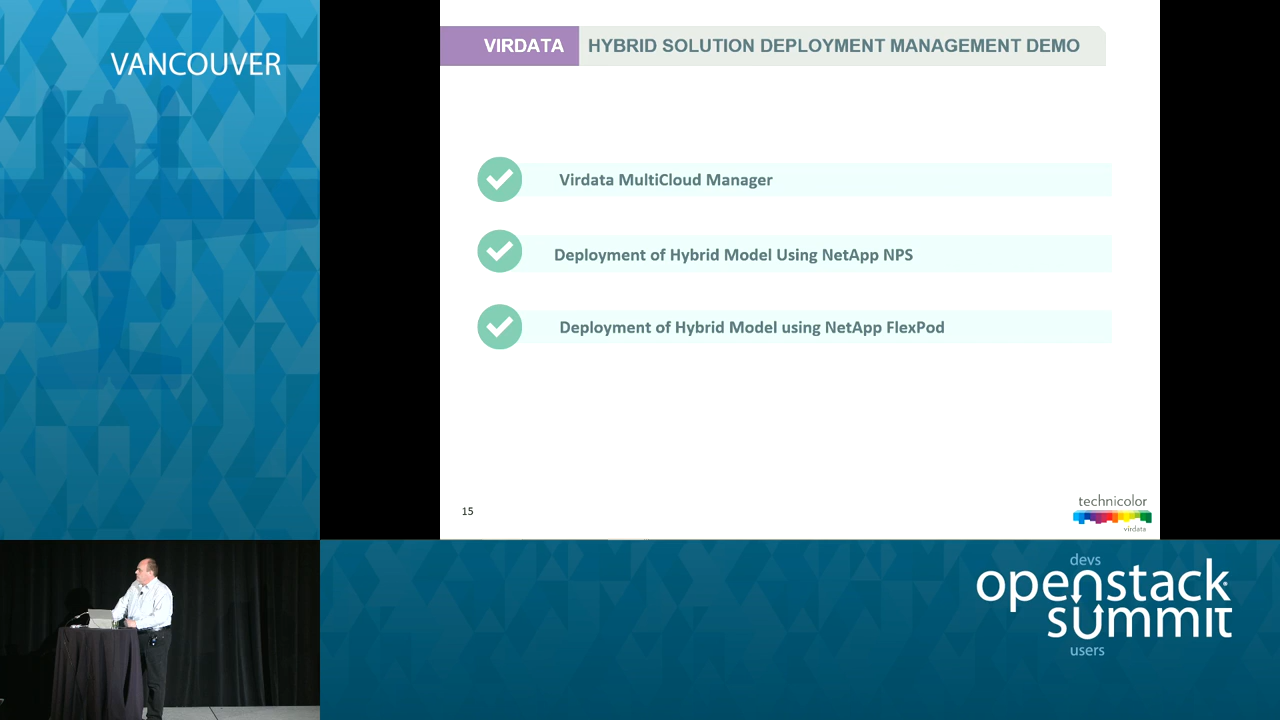 VANCOUVER
VIRDATA HYBRID SOLUTION DEPLOYMENT MANAGEMENT DEMO
Virdata MultiCloud Manager
Deployment of Hybrid Model Using NetApp NPS
Deployment of Hybrid Model using NetApp FlexPod
15
technicolor
virdata
devs
openstack
summit
users